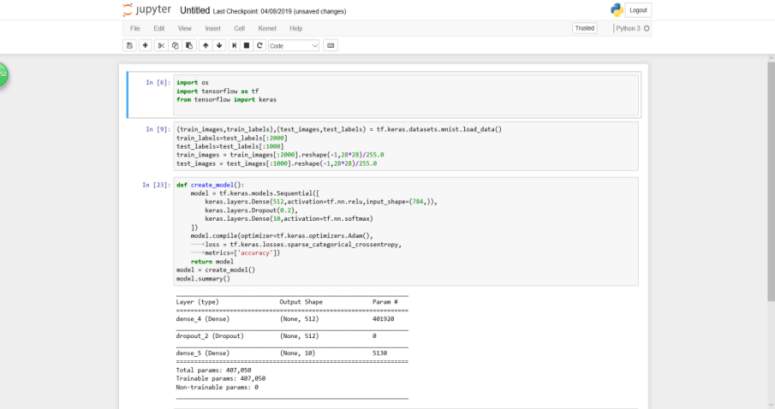 jupyter Untitled Last Checkpoint: 04/08/2019 (unsaved changes) Logout
File Edit View Insert Cell Kernel Help Trusted Python 3
Code
In [6]: import os
import tensorflow as tf
from tensorflow import keras
In [9]: (train_images,train_labels),(test_images,test_labels) = tf.keras.datasets.mnist.load_data()
train_labels=test_labels[:2000]
test_labels=test_labels[:1000]
train_images = train_images[:2000].reshape(-1,28*28)/255.0
test_images = test_images[:1000].reshape(-1,28*28)/255.0
In [23]: def create_model():
model = tf.keras.models.Sequential([
keras.layers.Dense(512,activation=tf.nn.relu,input_shape=(784,)),
keras.layers.Dropout(0.2),
keras.layers.Dense(10,activation=tf.nn.softmax)
])
model.compile(optimizer=tf.keras.optimizers.Adam(),
loss = tf.keras.losses.sparse_categorical_crossentropy,
metrics=['accuracy'])
return model
model = create_model()
model.summary()
Layer (type) Output Shape Param #
dense_4 (Dense) (None, 512) 401920
dropout_2 (Dropout) (None, 512) 0
dense_5 (Dense) (None, 10) 5130
Total params: 407,050
Trainable params: 407,050
Non-trainable params: 0